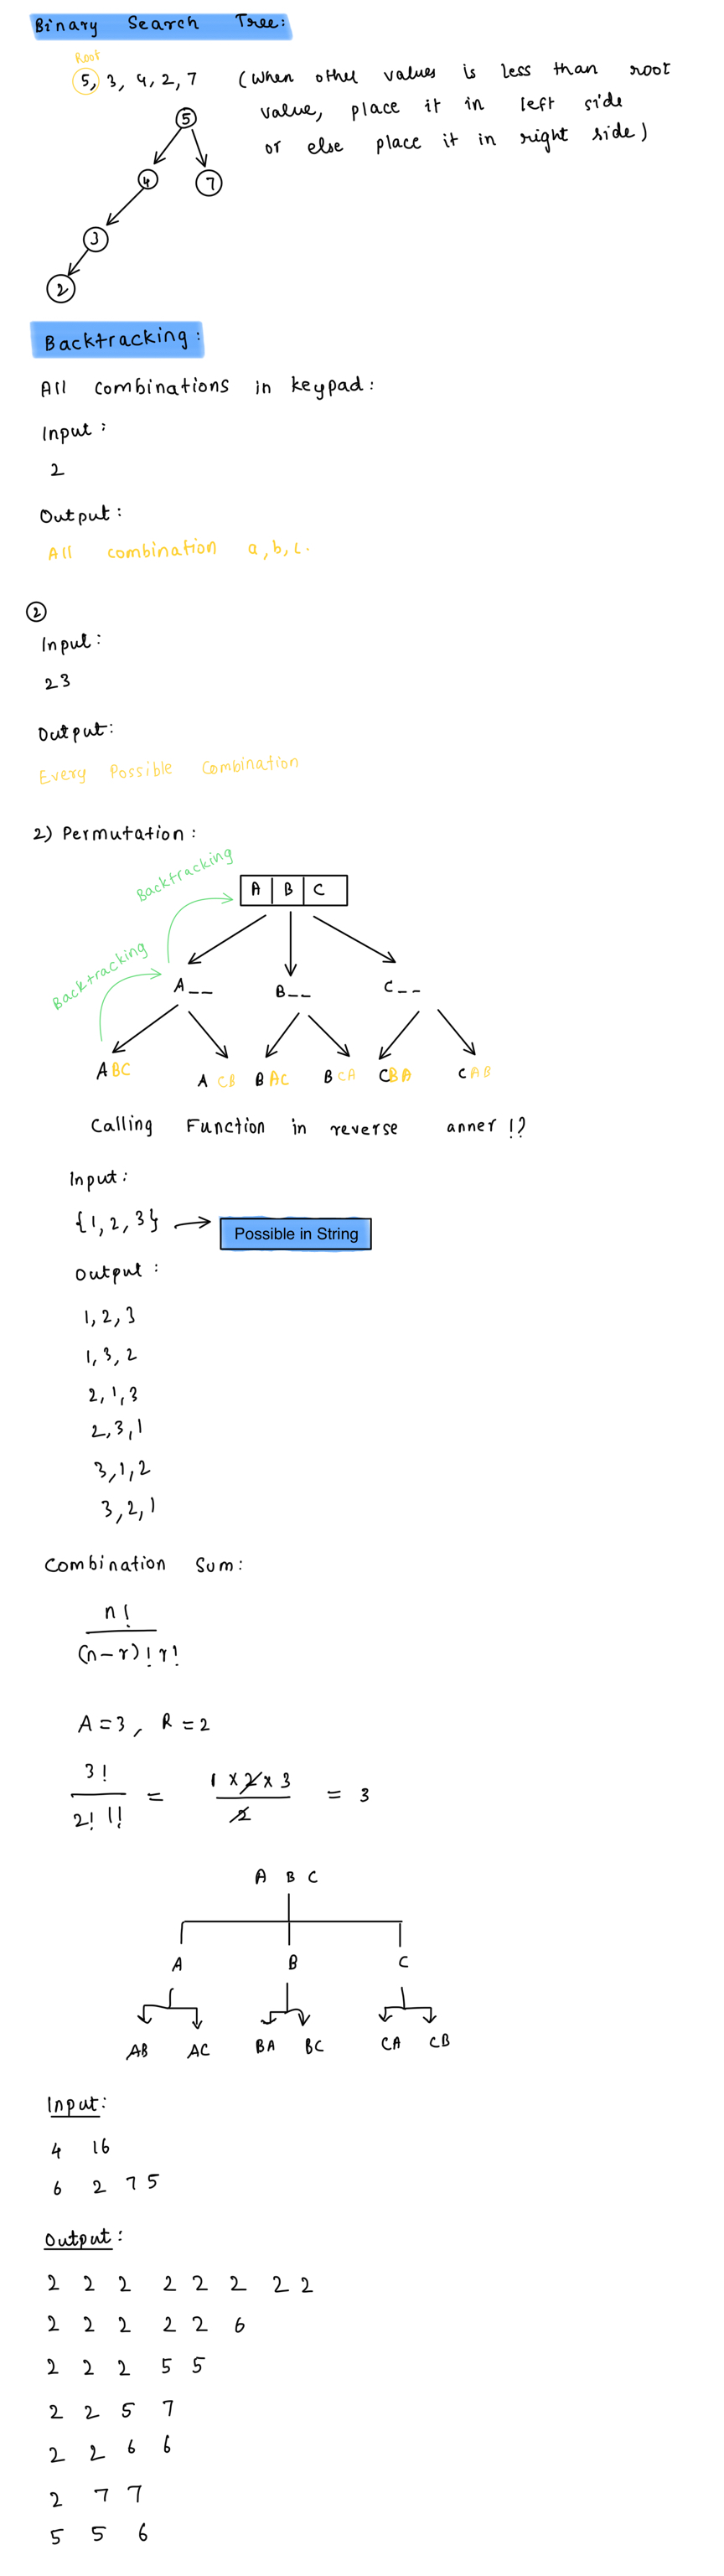 Binary Search Tree:
Root
5, 3, 4, 2, 7 (When other values is less than root
value, place it in left side
or else place it in right side)
5
4 7
3
2
Backtracking:
All combinations in keypad:
Input:
2
Output:
All combination a, b, c.
2
Input:
23
Output:
Every Possible Combination
2) Permutation:
Backtracking
A B C
Backtracking
A__ B__ C__
ABC A CB B AC B CA CBA C AB
Calling Function in reverse anner !?
Input:
{1, 2, 3} → Possible in String
Output:
1, 2, 3
1, 3, 2
2, 1, 3
2, 3, 1
3, 1, 2
3, 2, 1
Combination Sum:
n!
(n-r)! r!
A = 3, R = 2
3! = 1 x 2 x 3 = 3
2! 1! 2
A B C
A B C
AB AC BA BC CA CB
Input:
4 16
6 2 7 5
Output:
2 2 2 2 2 2 2 2
2 2 2 2 2 6
2 2 2 5 5
2 2 5 7
2 2 6 6
2 7 7
5 5 6